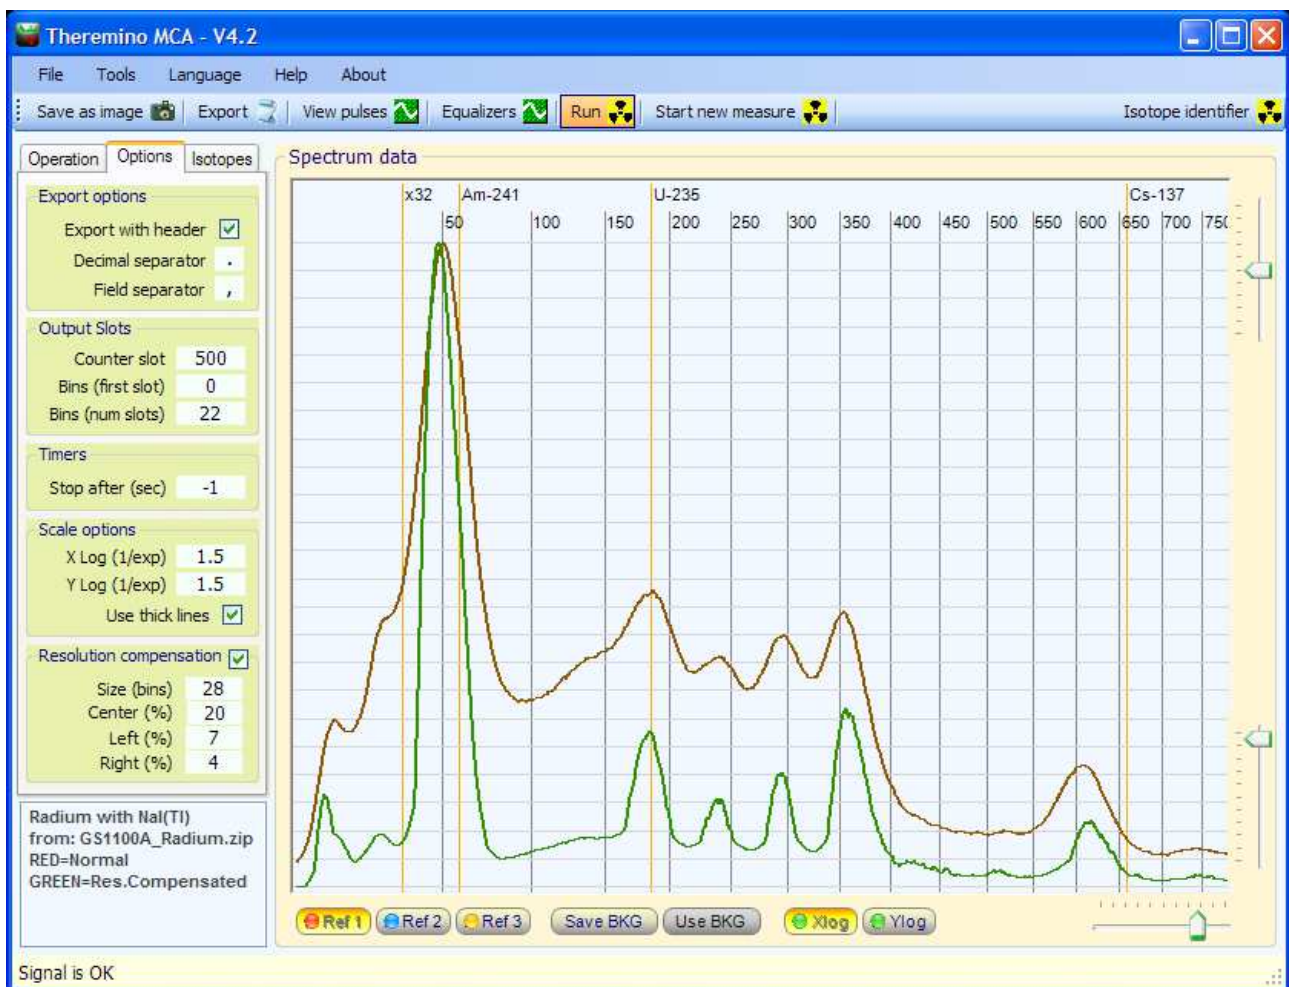 Theremino MCA - V4.2
File Tools Language Help About
Save as image Export View pulses Equalizers Run Start new measure Isotope identifier
Operation Options Isotopes
Export options
Export with header
Decimal separator .
Field separator ,
Output Slots
Counter slot 500
Bins (first slot) 0
Bins (num slots) 22
Timers
Stop after (sec) -1
Scale options
X Log (1/exp) 1.5
Y Log (1/exp) 1.5
Use thick lines
Resolution compensation
Size (bins) 28
Center (%) 20
Left (%) 7
Right (%) 4
Radium with NaI(Tl)
from: GS1100A_Radium.zip
RED=Normal
GREEN=Res.Compensated
Spectrum data
x32 Am-241 U-235 Cs-137
50 100 150 200 250 300 350 400 450 500 550 600 650 700 750
Ref 1 Ref 2 Ref 3 Save BKG Use BKG Xlog Ylog
Signal is OK